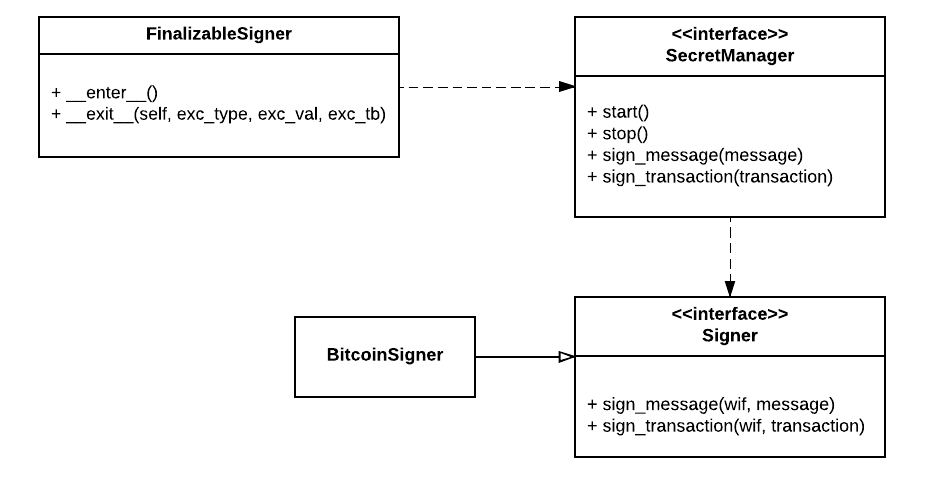 FinalizableSigner
+ __enter__()
+ __exit__(self, exc_type, exc_val, exc_tb)
<<interface>>
SecretManager
+ start()
+ stop()
+ sign_message(message)
+ sign_transaction(transaction)
BitcoinSigner
<<interface>>
Signer
+ sign_message(wif, message)
+ sign_transaction(wif, transaction)